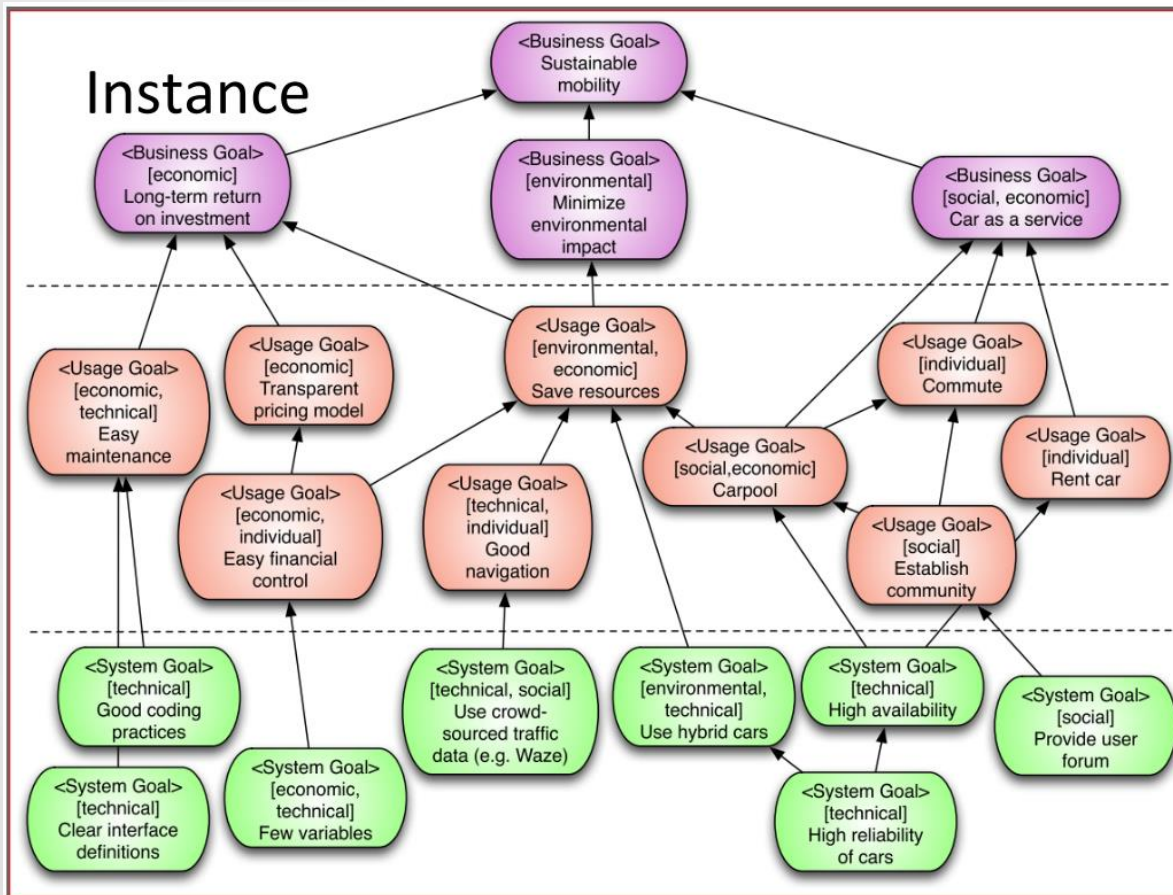 Instance
<Business Goal>
Sustainable
mobility
<Business Goal>
[economic]
Long-term return
on investment
<Business Goal>
[environmental]
Minimize
environmental
impact
<Business Goal>
[social, economic]
Car as a service
<Usage Goal>
[economic,
technical]
Easy
maintenance
<Usage Goal>
[economic]
Transparent
pricing model
<Usage Goal>
[environmental,
economic]
Save resources
<Usage Goal>
[individual]
Commute
<Usage Goal>
[economic,
individual]
Easy financial
control
<Usage Goal>
[technical,
individual]
Good
navigation
<Usage Goal>
[social,economic]
Carpool
<Usage Goal>
[individual]
Rent car
<Usage Goal>
[social]
Establish
community
<System Goal>
[technical]
Good coding
practices
<System Goal>
[technical, social]
Use crowd-
sourced traffic
data (e.g. Waze)
<System Goal>
[environmental,
technical]
Use hybrid cars
<System Goal>
[technical]
High availability
<System Goal>
[social]
Provide user
forum
<System Goal>
[technical]
Clear interface
definitions
<System Goal>
[economic,
technical]
Few variables
<System Goal>
[technical]
High reliability
of cars